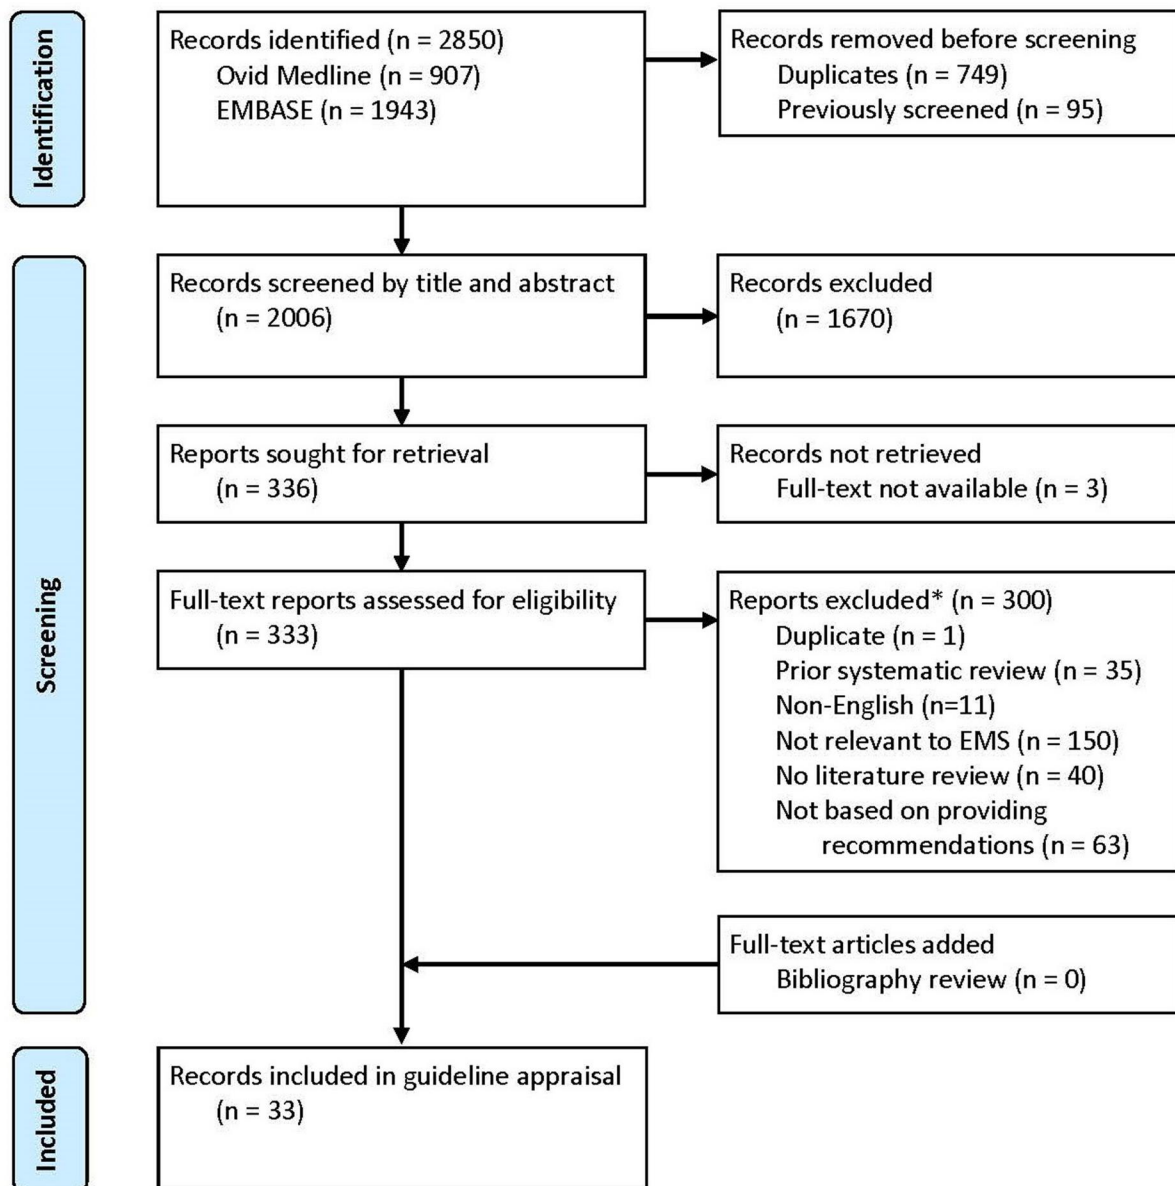 Identification
Records identified (n = 2850)
Ovid Medline (n = 907)
EMBASE (n = 1943)
Records removed before screening
Duplicates (n = 749)
Previously screened (n = 95)
Screening
Records screened by title and abstract
(n = 2006)
Records excluded
(n = 1670)
Reports sought for retrieval
(n = 336)
Records not retrieved
Full-text not available (n = 3)
Full-text reports assessed for eligibility
(n = 333)
Reports excluded* (n = 300)
Duplicate (n = 1)
Prior systematic review (n = 35)
Non-English (n=11)
Not relevant to EMS (n = 150)
No literature review (n = 40)
Not based on providing
recommendations (n = 63)
Full-text articles added
Bibliography review (n = 0)
Included
Records included in guideline appraisal
(n = 33)